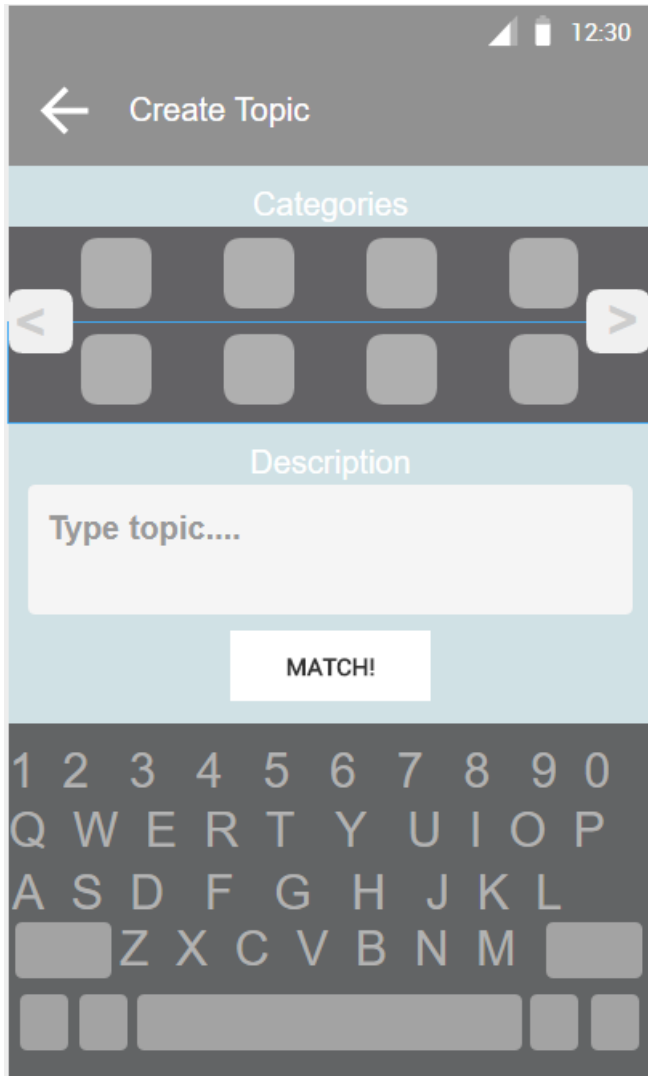 12:30
Create Topic
Categories
< >
Description
Type topic....
MATCH!
1 2 3 4 5 6 7 8 9 0
Q W E R T Y U I O P
A S D F G H J K L
Z X C V B N M